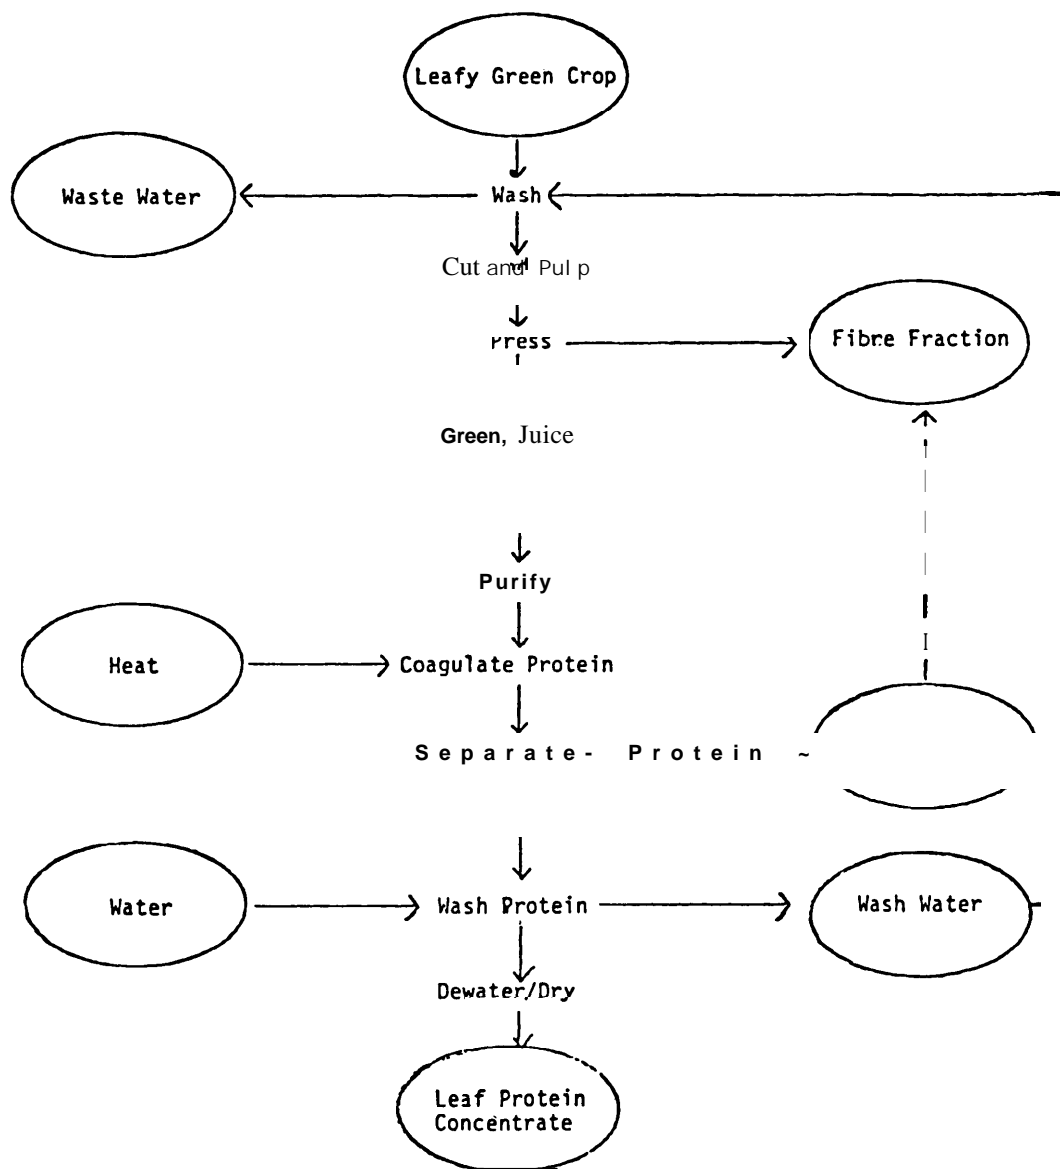 Leafy Green Crop
Waste Water
Wash
Cut and Pulp
Press
Fibre Fraction
Green, Juice
Purify
Heat
Coagulate Protein
Separate- Protein ~
Water
Wash Protein
Wash Water
Dewater/Dry
Leaf Protein
Concentrate